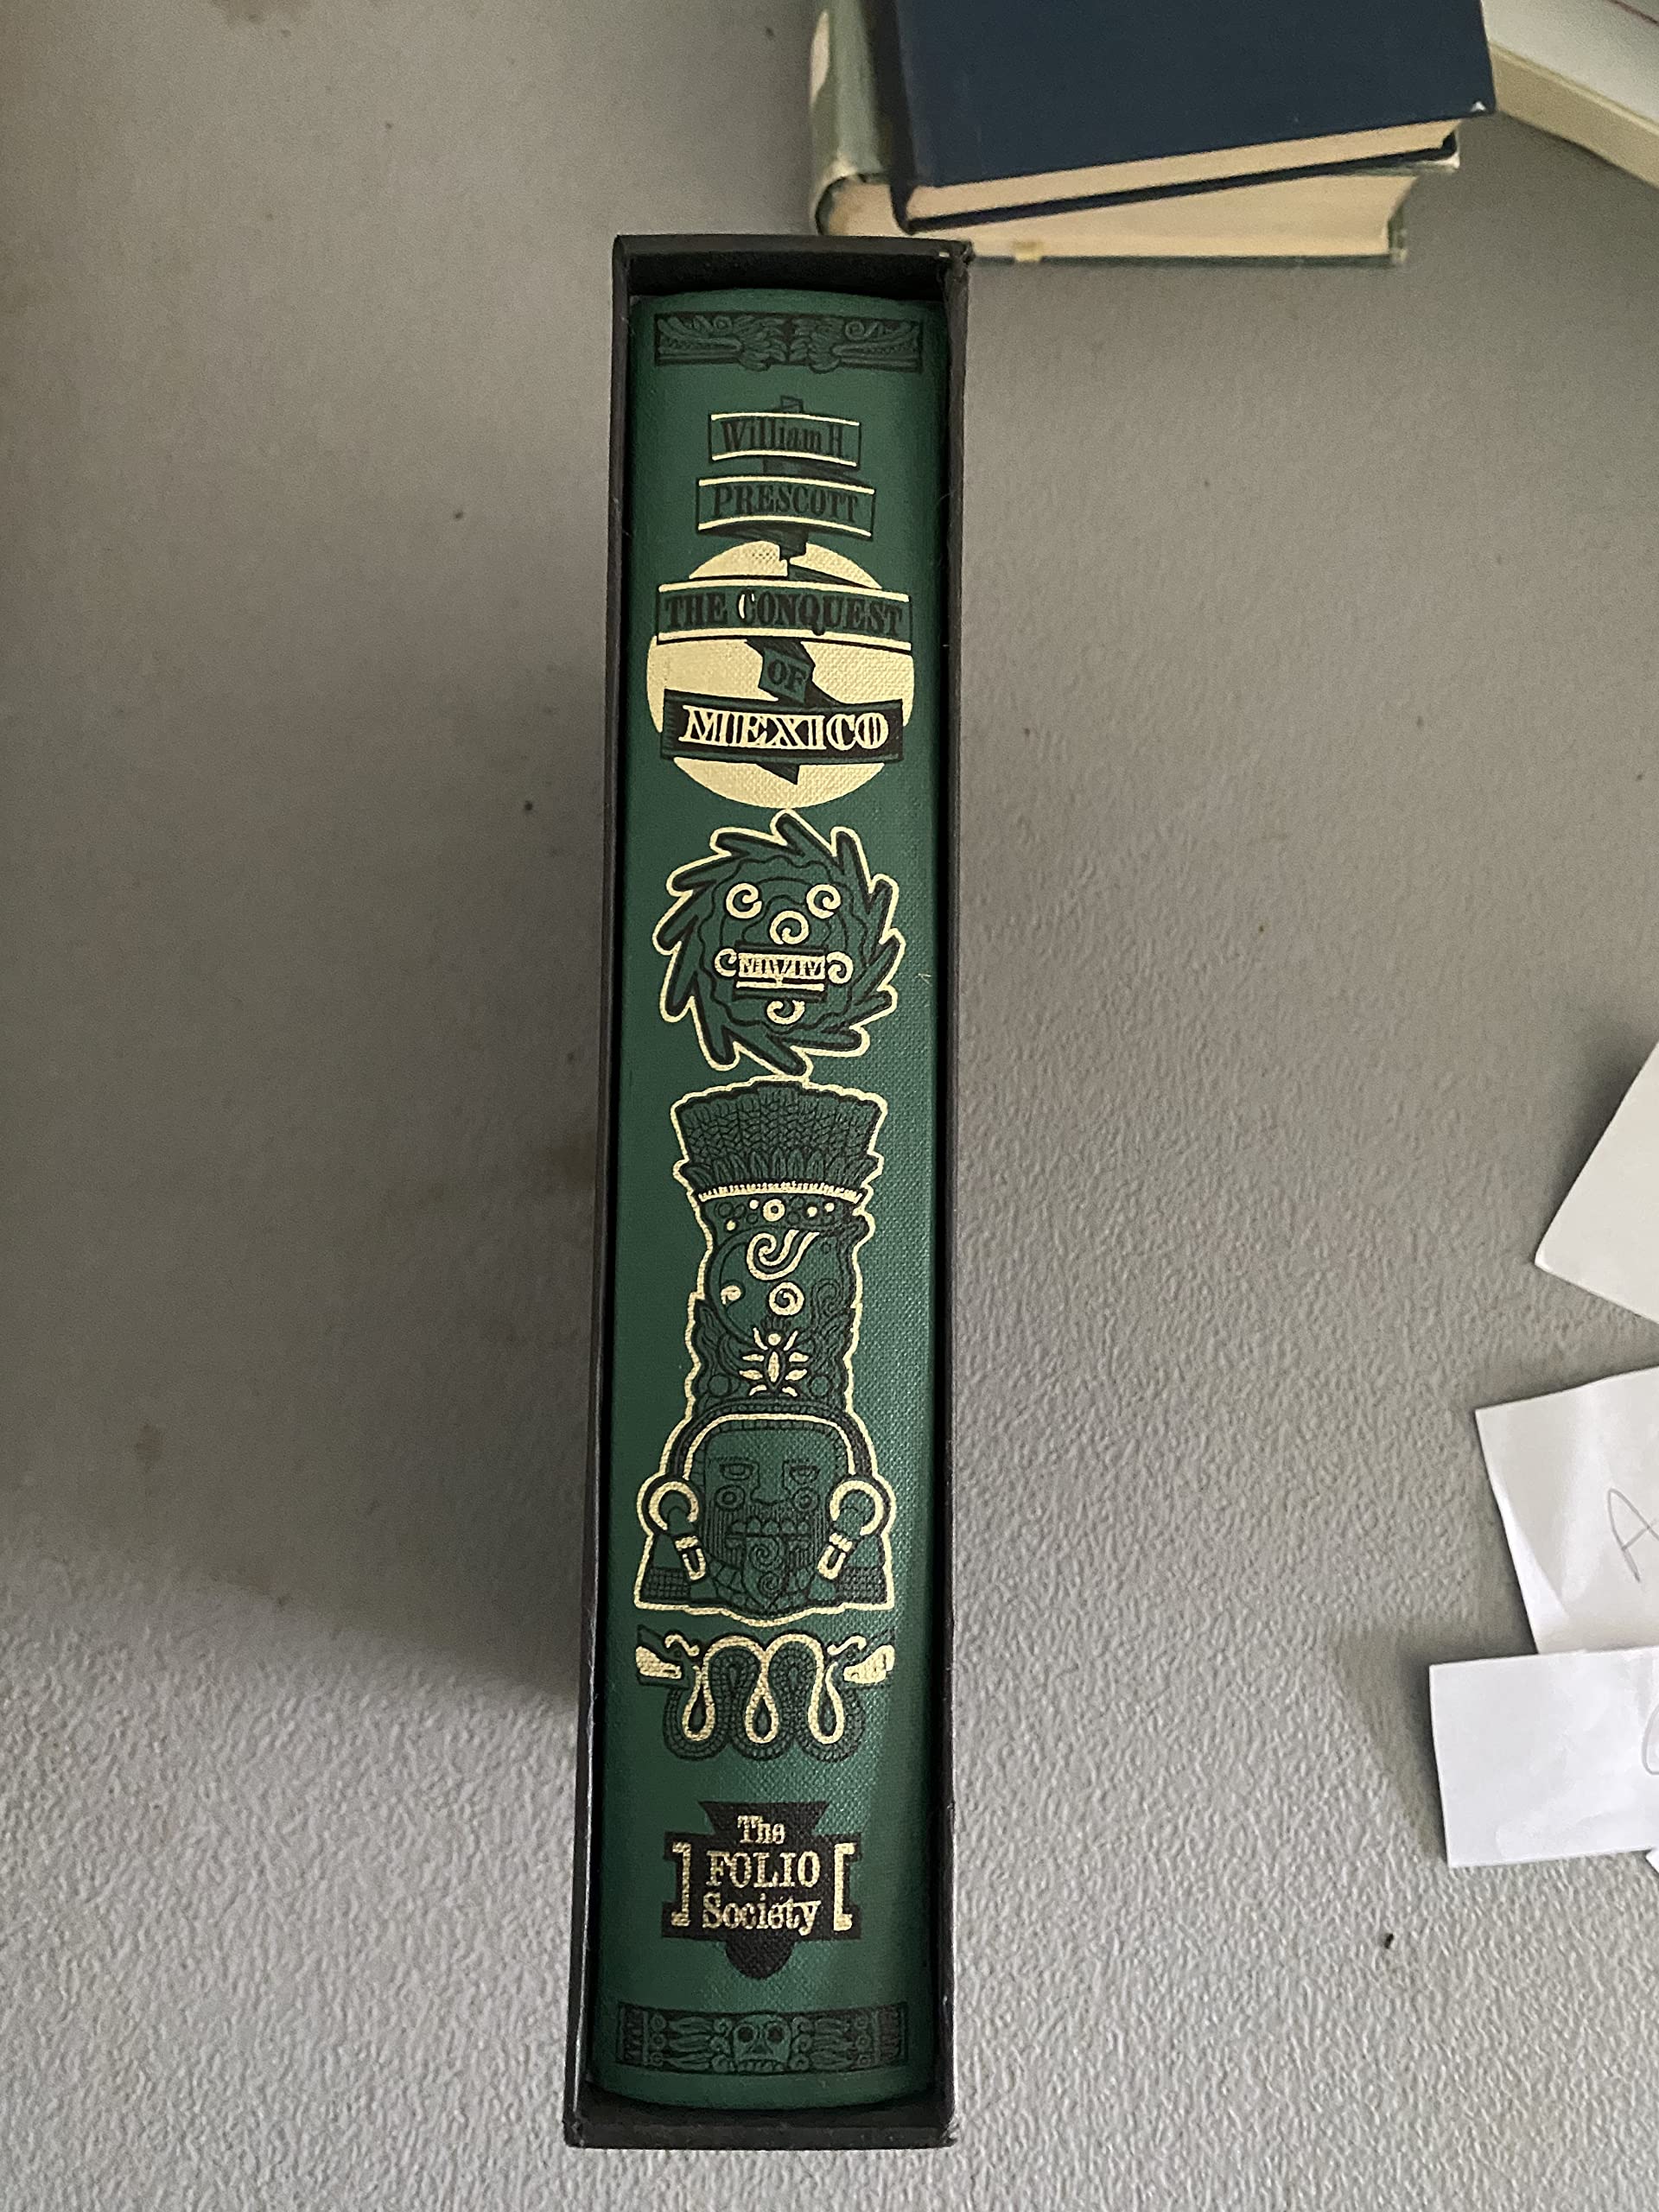 William H
PRESCOTT
THE CONQUEST
OF
MEXICO
The
FOLIO
Society
A